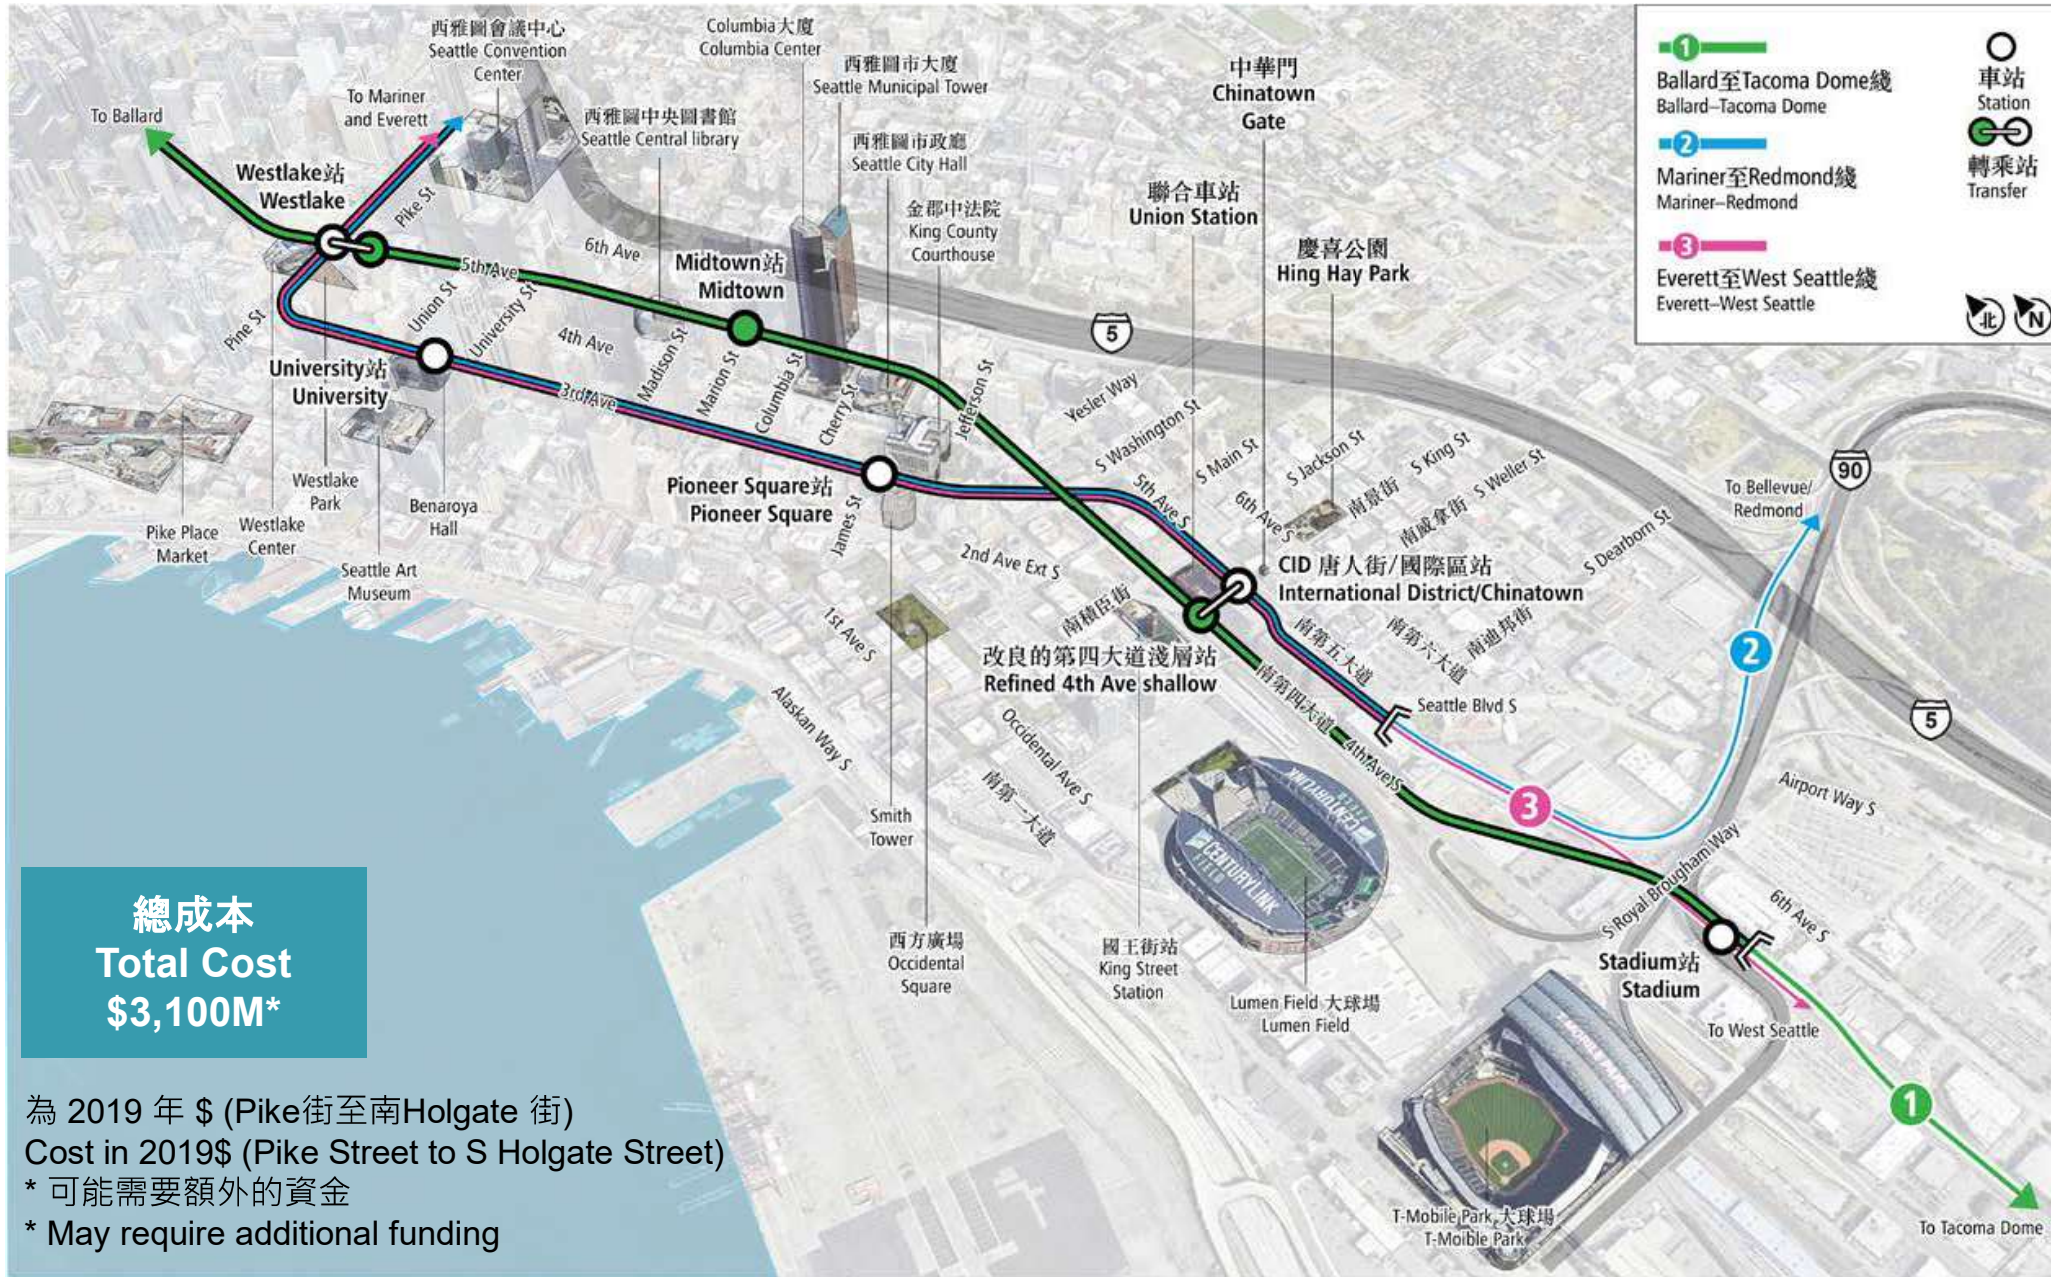 西雅圖會議中心
Seattle Convention
Center
Columbia大廈
Columbia Center
西雅圖市大廈
Seattle Municipal Tower
中華門
Chinatown
Gate
To Ballard
To Mariner
and Everett
西雅圖中央圖書館
Seattle Central library
西雅圖市政廳
Seattle City Hall
Westlake站
Westlake
Pike St
金郡中法院
King County
Courthouse
聯合車站
Union Station
慶喜公園
Hing Hay Park
1
Ballard至Tacoma Dome綫
Ballard–Tacoma Dome
2
Mariner至Redmond綫
Mariner–Redmond
3
Everett至West Seattle綫
Everett–West Seattle
車站
Station
轉乘站
Transfer
北
N
5th Ave
6th Ave
Midtown站
Midtown
5
Pine St
Union St
University St
4th Ave
Madison St
Marion St
Columbia St
Cherry St
Jefferson St
Yesler Way
University站
University
3rd Ave
S Washington St
S Main St
S Jackson St
S King St
S Weller St
90
To Bellevue/
Redmond
Pioneer Square站
Pioneer Square
James St
5th Ave S
6th Ave S
南景街
南威拿街
S Dearborn St
Pike Place
Market
Westlake
Center
Westlake
Park
Seattle Art
Museum
Benaroya
Hall
2nd Ave Ext S
CID 唐人街/國際區站
International District/Chinatown
南積臣街
1st Ave S
南第五大道
南第六大道
南迪邦街
2
改良的第四大道淺層站
Refined 4th Ave shallow
南第四大道
4th Ave S
Seattle Blvd S
5
Alaskan Way S
Occidental Ave S
南第一大道
3
Airport Way S
Smith
Tower
CENTURYLINK
FIELD
CENTURYLINK
FIELD
S Royal Brougham Way
6th Ave S
西方廣場
Occidental
Square
國王街站
King Street
Station
Lumen Field 大球場
Lumen Field
Stadium站
Stadium
To West Seattle
1
T-Mobile Park 大球場
T-Moible Park
To Tacoma Dome
總成本
Total Cost
$3,100M*
為 2019 年 $ (Pike街至南Holgate 街)
Cost in 2019$ (Pike Street to S Holgate Street)
* 可能需要額外的資金
* May require additional funding